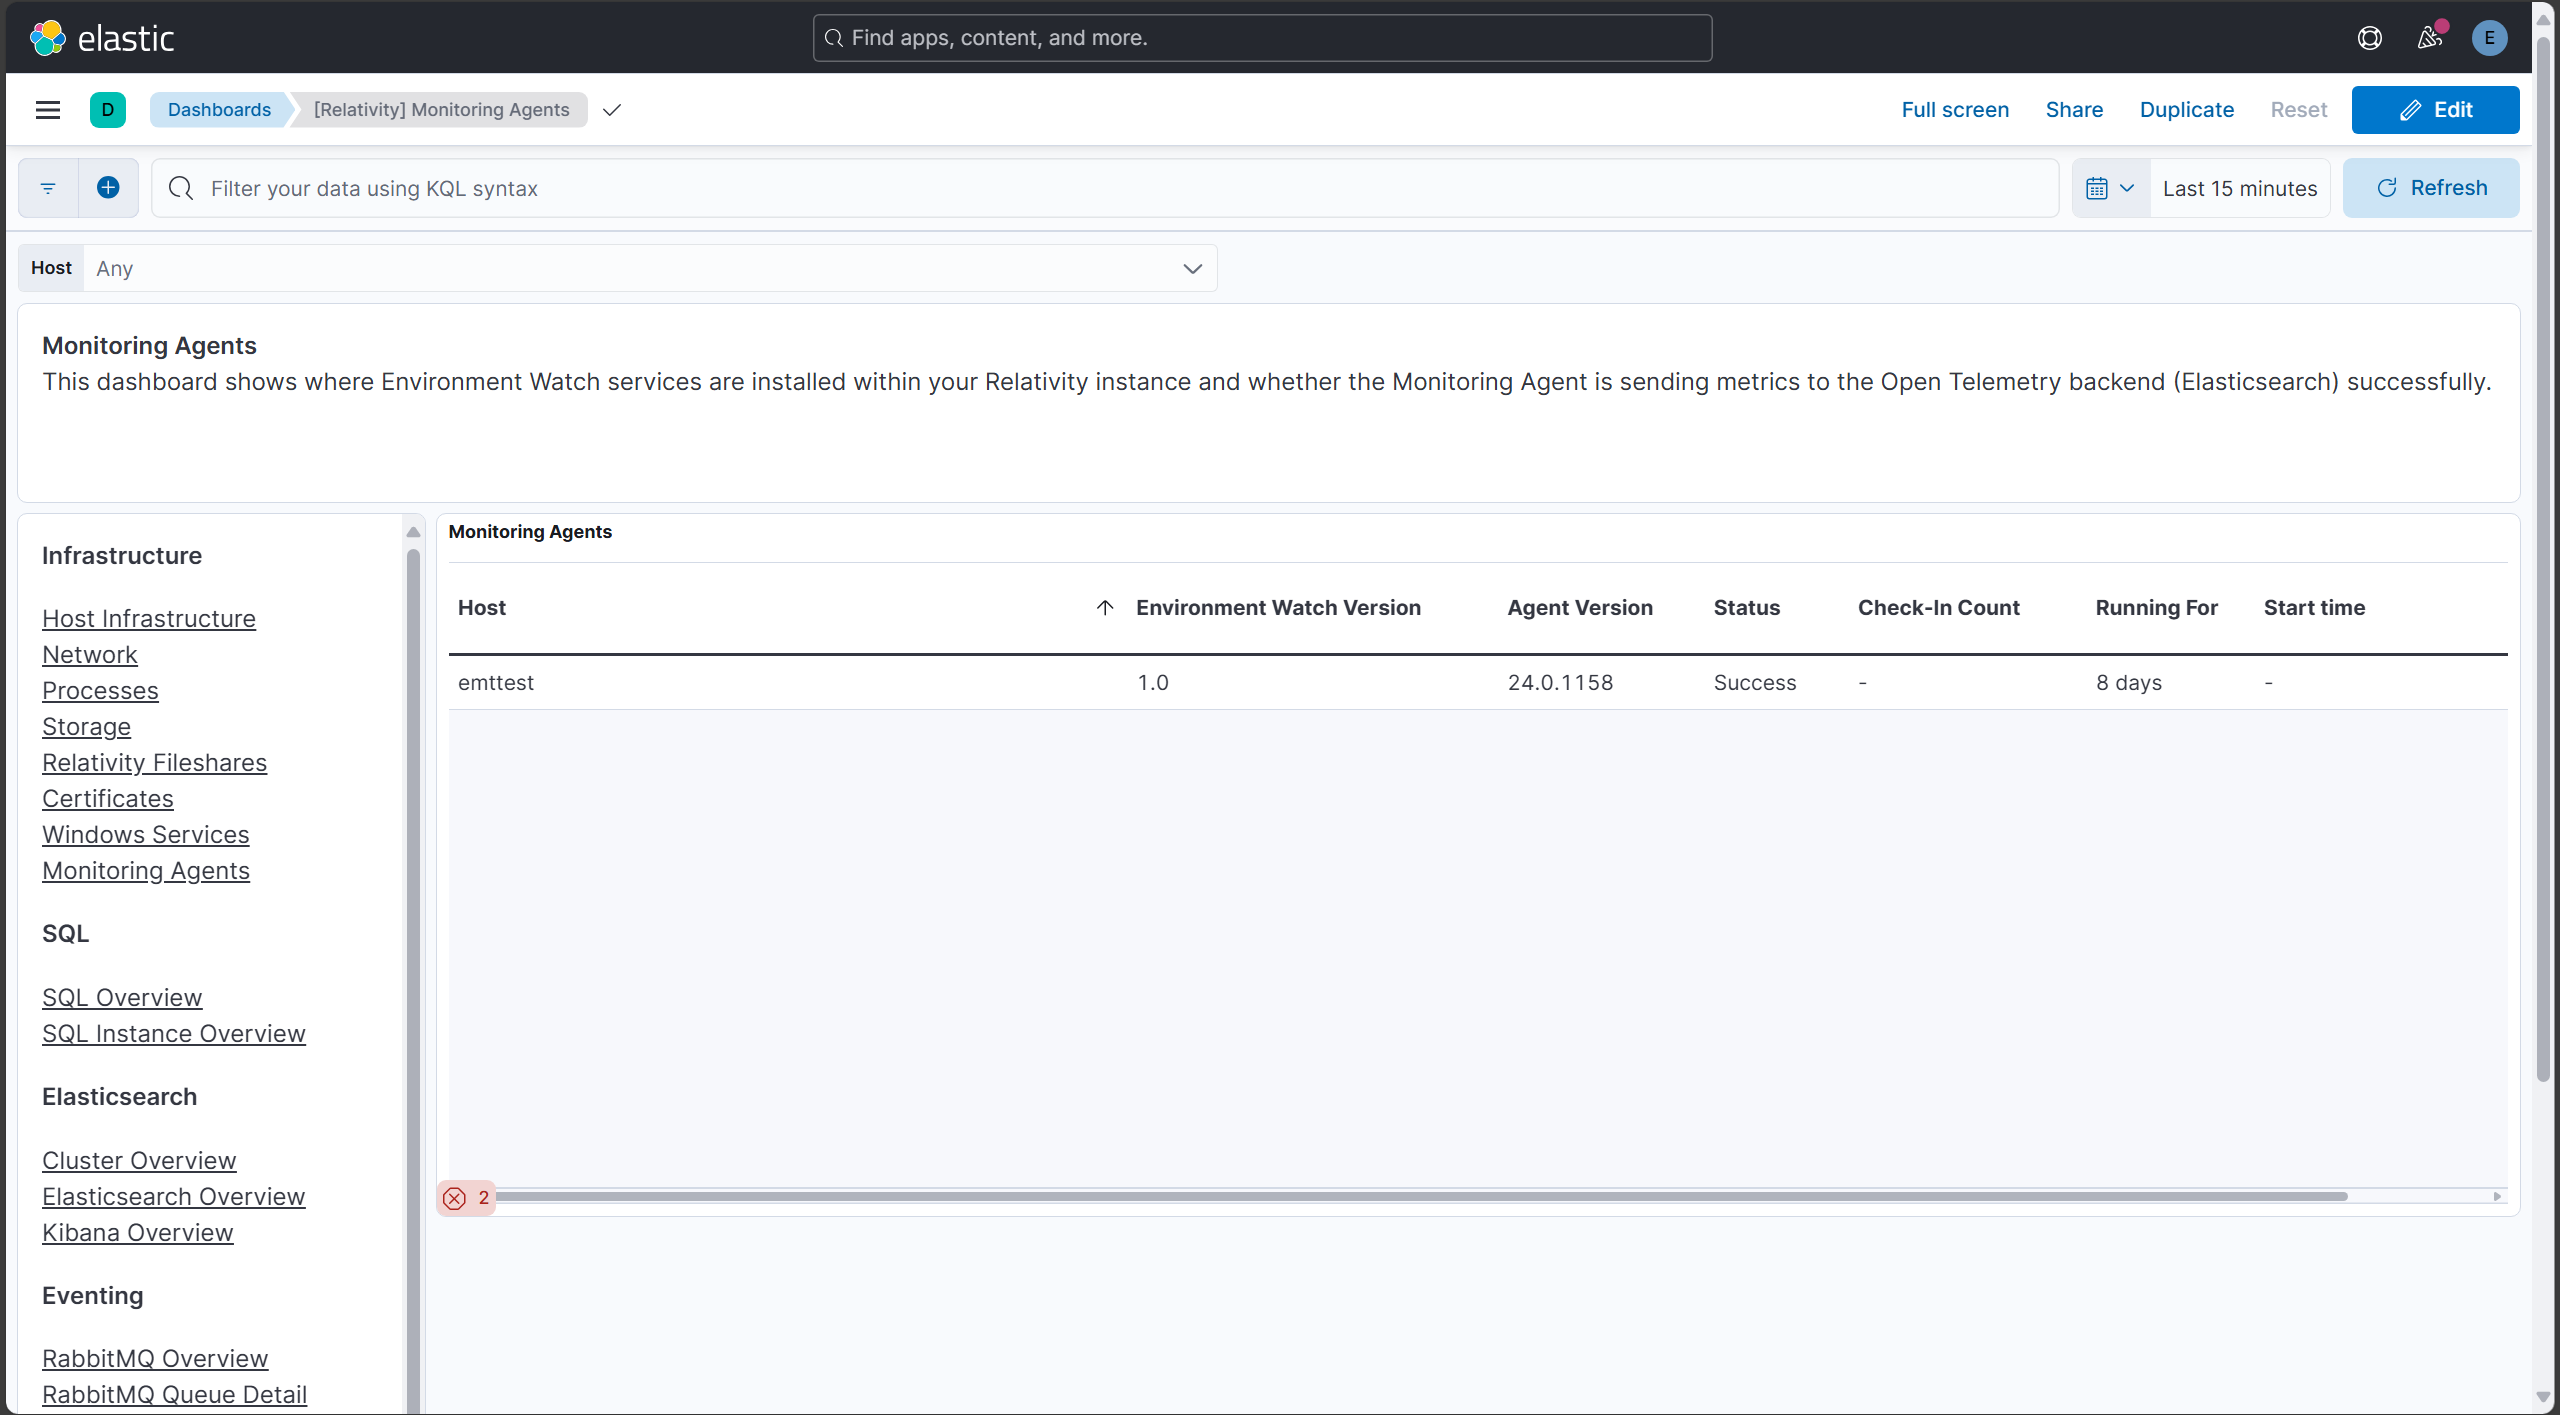 elastic
Find apps, content, and more.
E
D
Dashboards
[Relativity] Monitoring Agents
Full screen
Share
Duplicate
Reset
Edit
Filter your data using KQL syntax
Last 15 minutes
Refresh
Host
Any
Monitoring Agents
This dashboard shows where Environment Watch services are installed within your Relativity instance and whether the Monitoring Agent is sending metrics to the Open Telemetry backend (Elasticsearch) successfully.
Infrastructure
Host Infrastructure
Network
Processes
Storage
Relativity Fileshares
Certificates
Windows Services
Monitoring Agents
SQL
SQL Overview
SQL Instance Overview
Elasticsearch
Cluster Overview
Elasticsearch Overview
Kibana Overview
Eventing
RabbitMQ Overview
RabbitMQ Queue Detail
Monitoring Agents
Host Environment Watch Version Agent Version Status Check-In Count Running For Start time
emttest 1.0 24.0.1158 Success - 8 days -
2